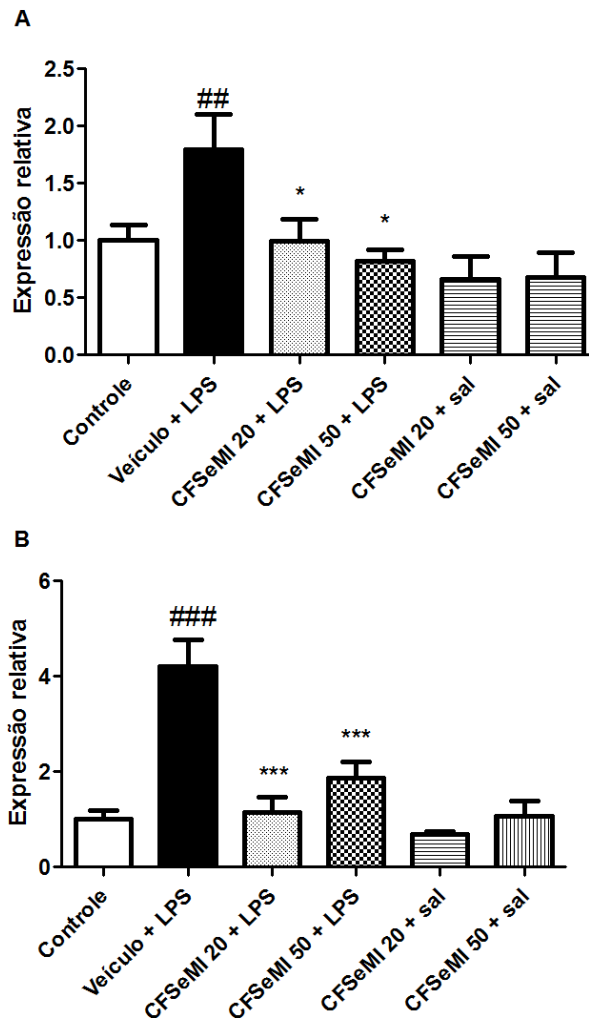 A
Expressão relativa
2.5
2.0
1.5
1.0
0.5
0.0
##
*
*
Controle
Veículo + LPS
CFSeMI 20 + LPS
CFSeMI 50 + LPS
CFSeMI 20 + sal
CFSeMI 50 + sal
B
Expressão relativa
6
4
2
0
###
***
***
Controle
Veículo + LPS
CFSeMI 20 + LPS
CFSeMI 50 + LPS
CFSeMI 20 + sal
CFSeMI 50 + sal